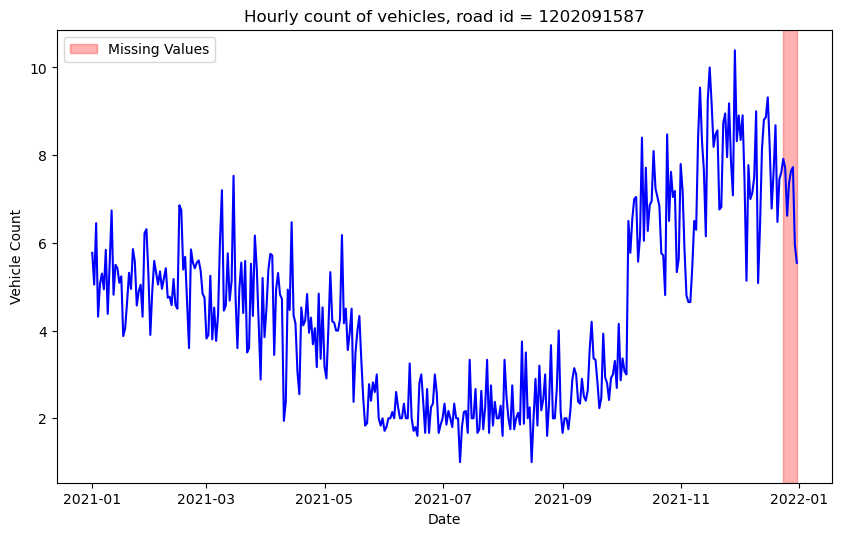 Hourly count of vehicles, road id = 1202091587
Missing Values
10
8
6
4
2
Vehicle Count
2021-01 2021-03 2021-05 2021-07 2021-09 2021-11 2022-01
Date